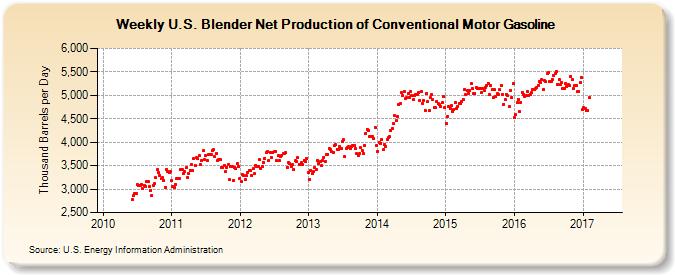 Weekly U.S. Blender Net Production of Conventional Motor Gasoline
Thousand Barrels per Day
6,000
5,500
5,000
4,500
4,000
3,500
3,000
2,500
2010 2011 2012 2013 2014 2015 2016 2017
Source: U.S. Energy Information Administration